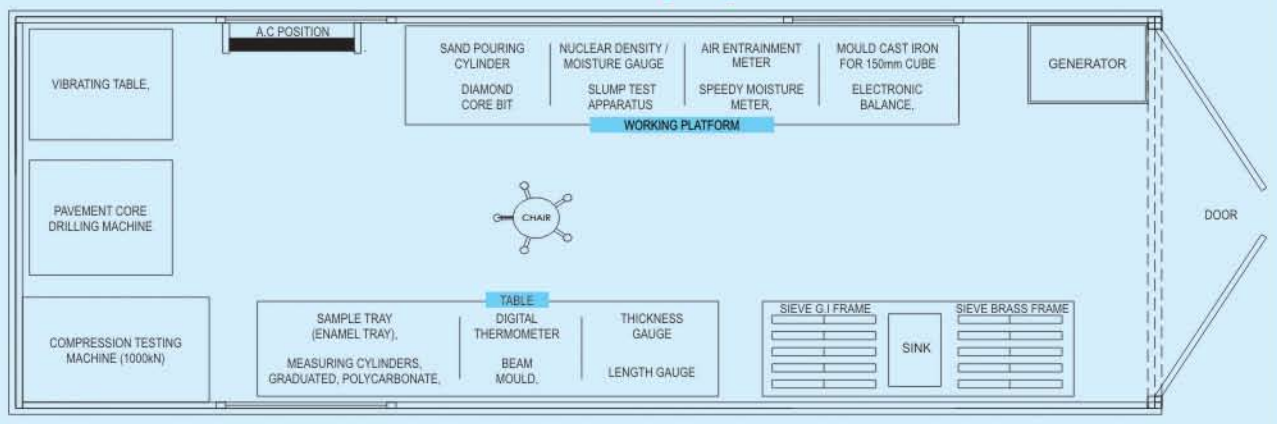 A.C POSITION
VIBRATING TABLE,
SAND POURING
CYLINDER
DIAMOND
CORE BIT
NUCLEAR DENSITY /
MOISTURE GAUGE
SLUMP TEST
APPARATUS
AIR ENTRAINMENT
METER
SPEEDY MOISTURE
METER,
MOULD CAST IRON
FOR 150mm CUBE
ELECTRONIC
BALANCE,
WORKING PLATFORM
GENERATOR
PAVEMENT CORE
DRILLING MACHINE
CHAIR
DOOR
COMPRESSION TESTING
MACHINE (1000kN)
TABLE
SAMPLE TRAY
(ENAMEL TRAY),
MEASURING CYLINDERS,
GRADUATED, POLYCARBONATE,
DIGITAL
THERMOMETER
BEAM
MOULD,
THICKNESS
GAUGE
LENGTH GAUGE
SIEVE G.I FRAME
SINK
SIEVE BRASS FRAME